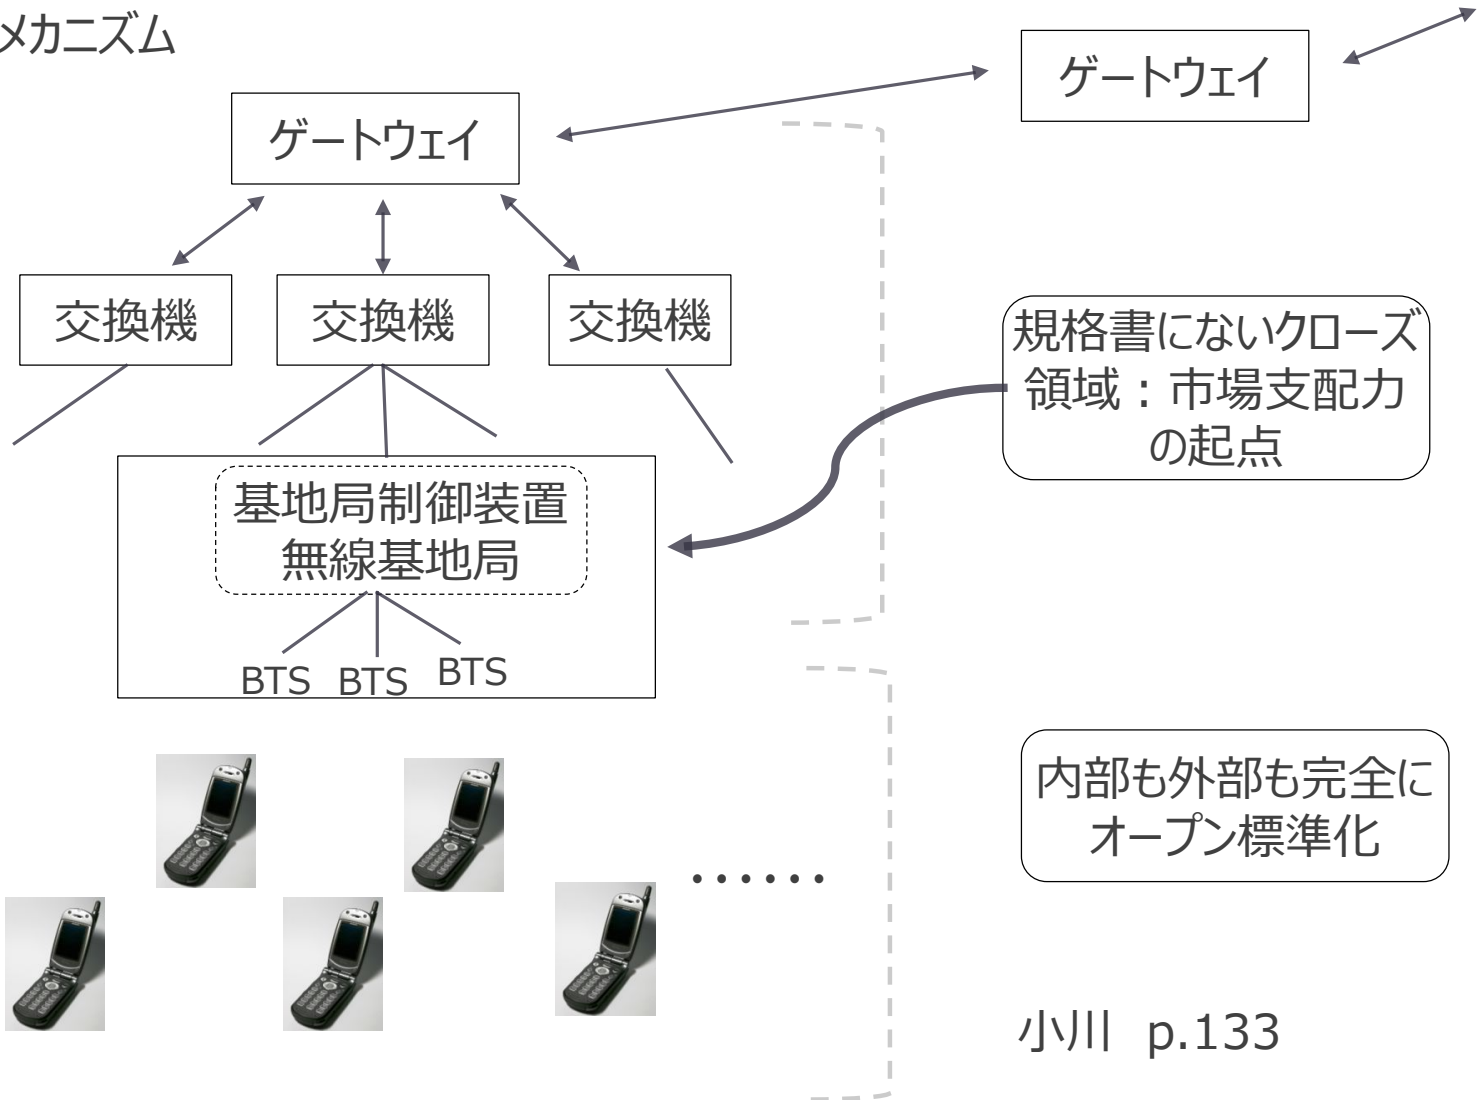 メカニズム
ゲートウェイ
ゲートウェイ
交換機
交換機
交換機
規格書にないクローズ
領域：市場支配力
の起点
基地局制御装置
無線基地局
BTS
BTS
BTS
・・・・・・
内部も外部も完全に
オープン標準化
小川 p.133